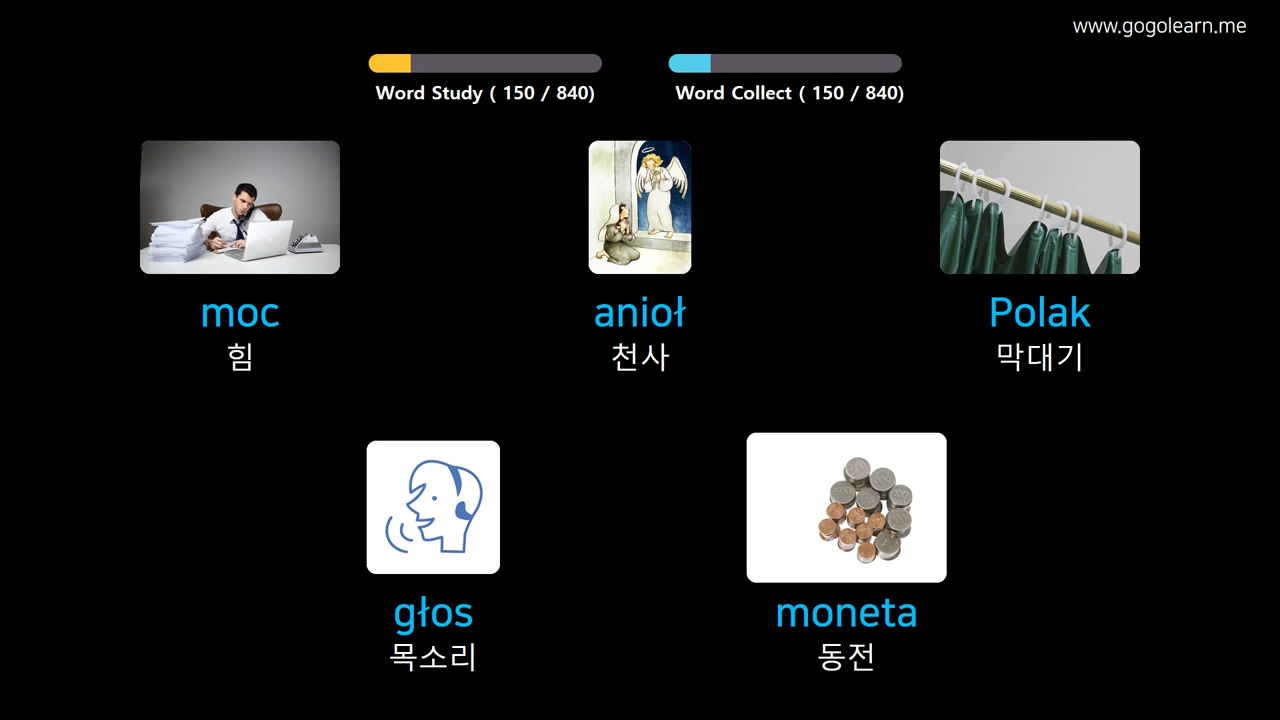 www.gogolearn.me
Word Study ( 150 / 840)
Word Collect ( 150 / 840)
moc
힘
anioł
천사
Polak
막대기
głos
목소리
moneta
동전